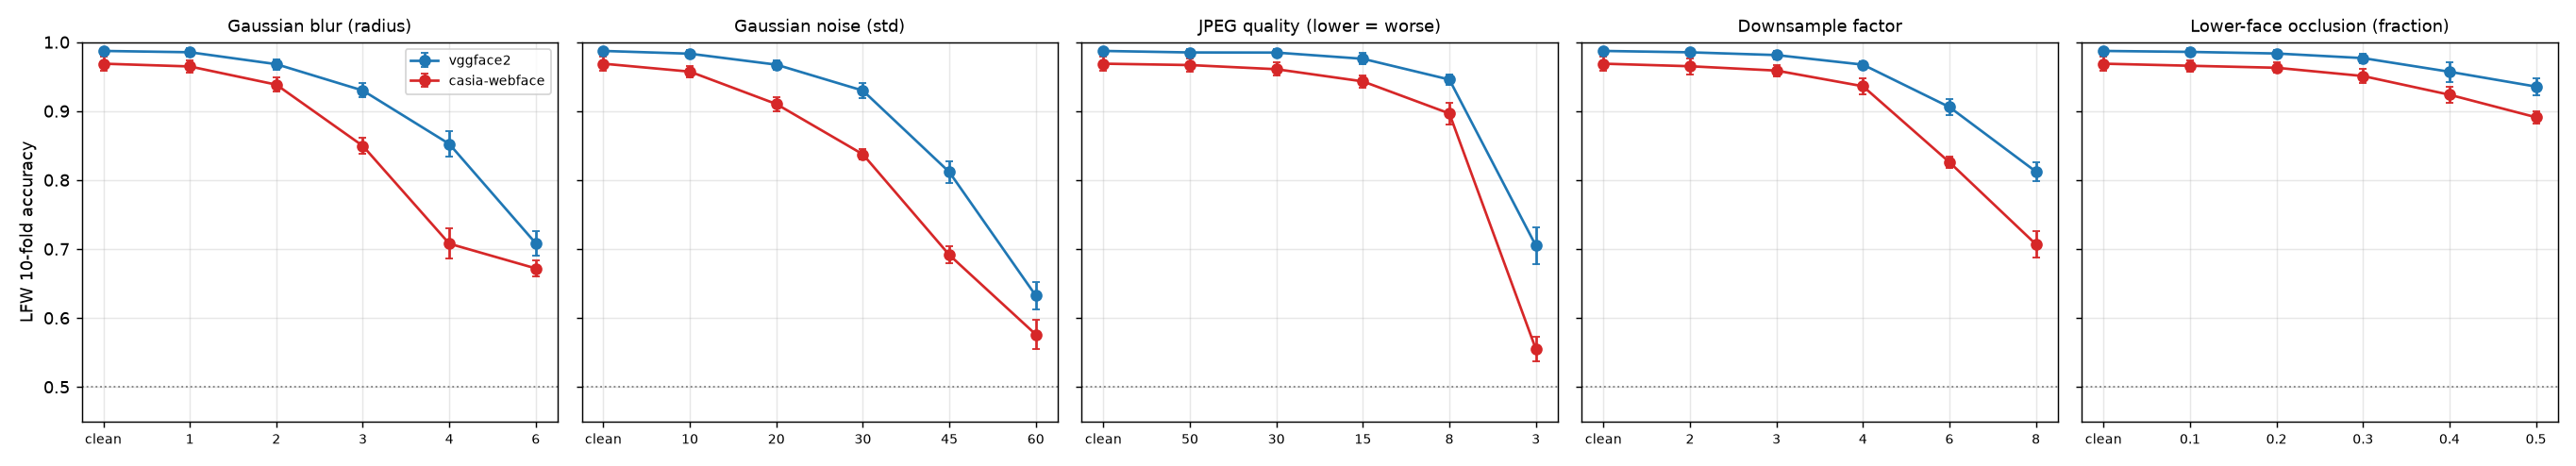 Gaussian blur (radius)
Gaussian noise (std)
JPEG quality (lower = worse)
Downsample factor
Lower-face occlusion (fraction)
LFW 10-fold accuracy
1.0
0.9
0.8
0.7
0.6
0.5
vggface2
casia-webface
clean 1 2 3 4 6
clean 10 20 30 45 60
clean 50 30 15 8 3
clean 2 3 4 6 8
clean 0.1 0.2 0.3 0.4 0.5